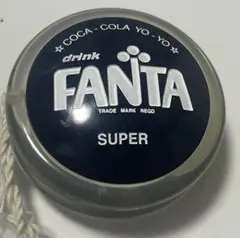 ☆ COCA-COLA YO-YO ☆
drink
FANTA
TRADE MARK REGD
SUPER